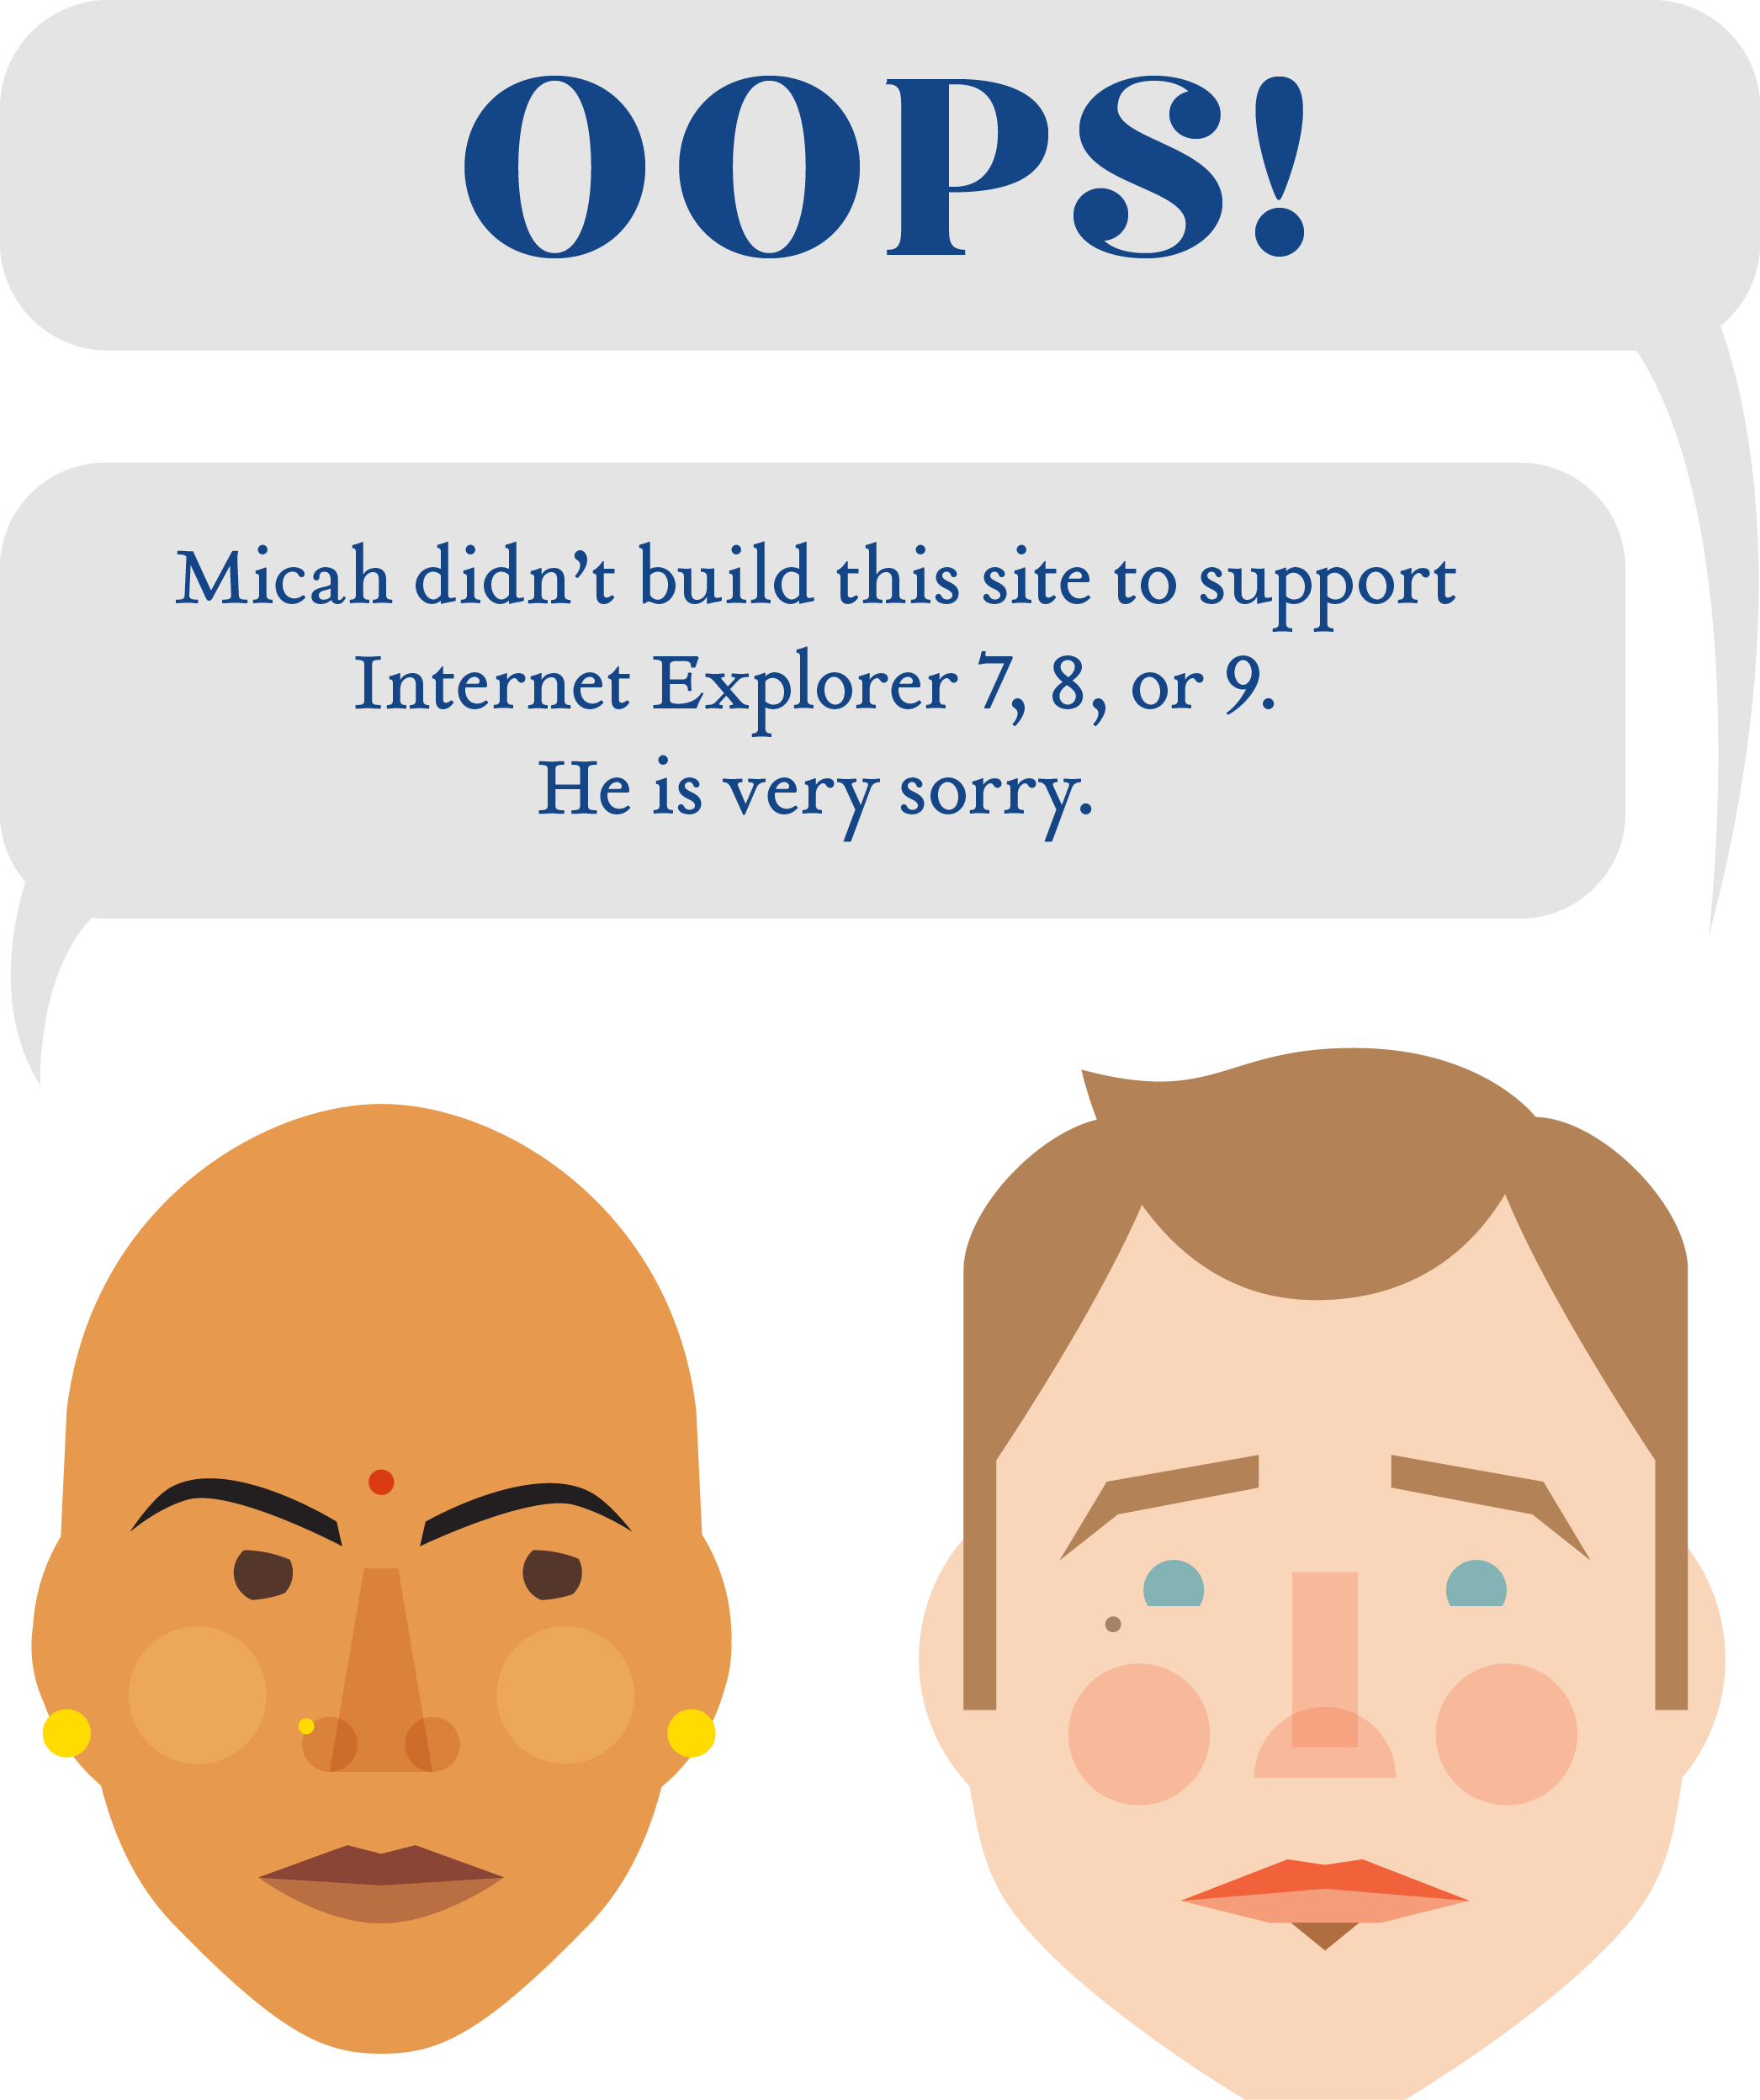 OOPS!
Micah didn’t build this site to support
Internet Explorer 7, 8, or 9.
He is very sorry.